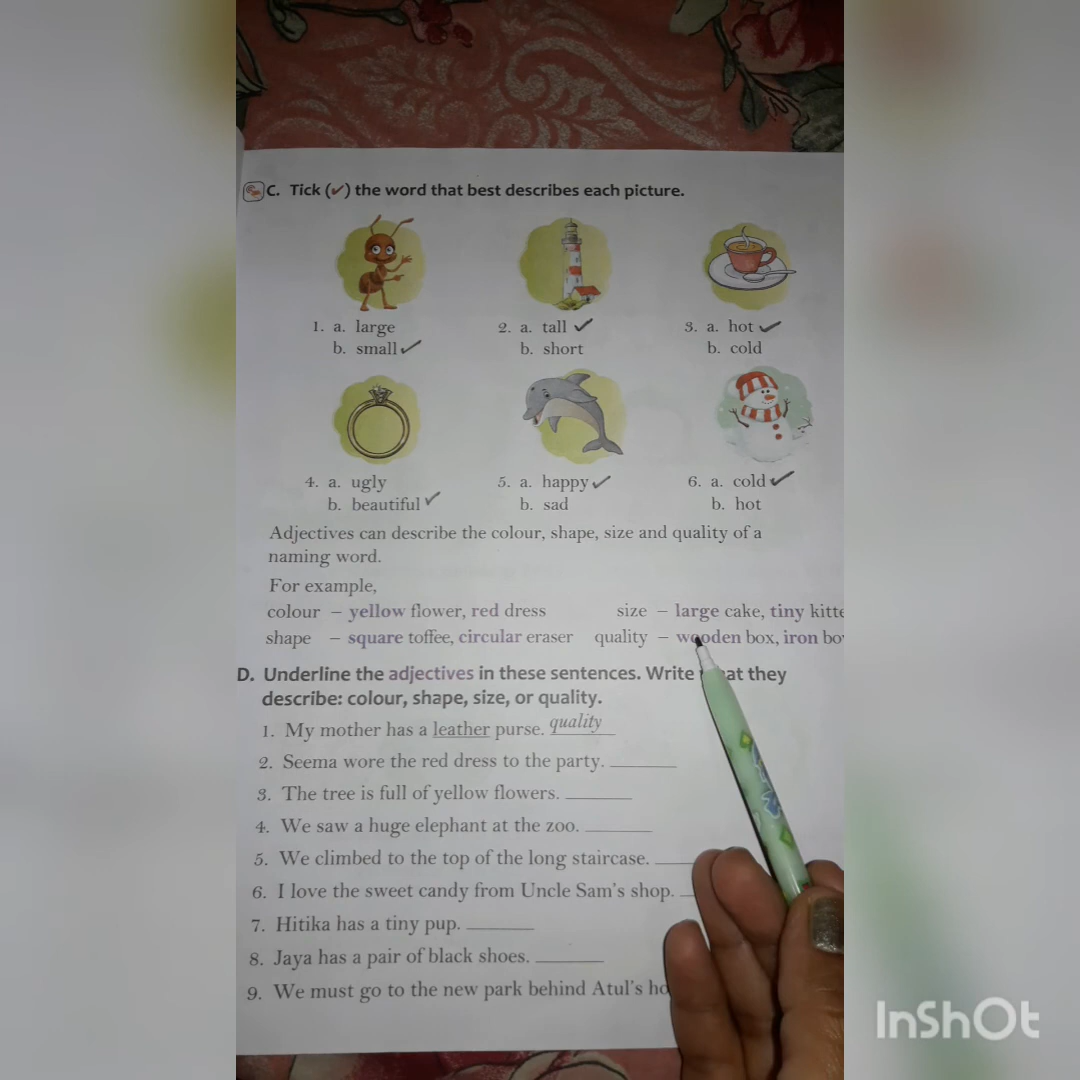 C. Tick (✔) the word that best describes each picture.
1. a. large
b. small ✓
2. a. tall ✓
b. short
3. a. hot ✓
b. cold
4. a. ugly
b. beautiful ✓
5. a. happy ✓
b. sad
6. a. cold ✓
b. hot
Adjectives can describe the colour, shape, size and quality of a
naming word.
For example,
colour – yellow flower, red dress size – large cake, tiny
shape – square toffee, circular eraser quality – wooden box, iron
D. Underline the adjectives in these sentences. Write they
describe: colour, shape, size, or quality.
1. My mother has a leather purse. quality
2. Seema wore the red dress to the party.
3. The tree is full of yellow flowers.
4. We saw a huge elephant at the zoo.
5. We climbed to the top of the long staircase.
6. I love the sweet candy from Uncle Sam's shop.
7. Hitika has a tiny pup.
8. Jaya has a pair of black shoes.
9. We must go to the new park behind Atul's
InShOt